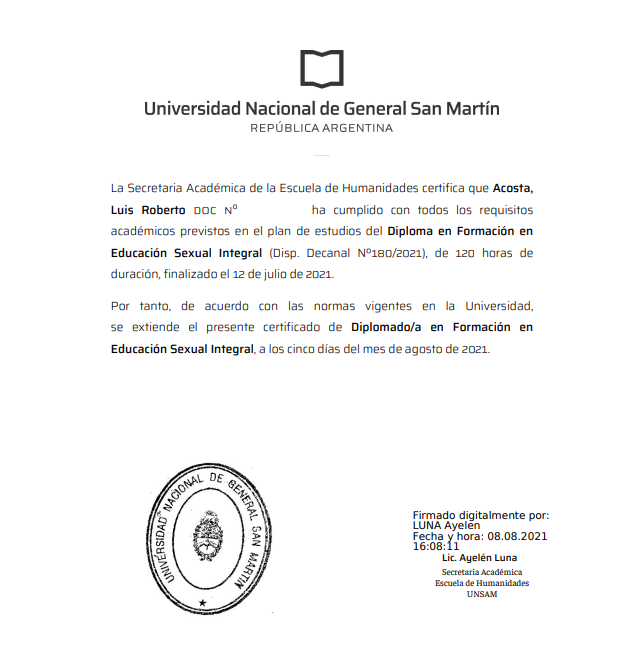 Universidad Nacional de General San Martín
REPÚBLICA ARGENTINA
La Secretaria Académica de la Escuela de Humanidades certifica que Acosta,
Luis Roberto DOC Nº ha cumplido con todos los requisitos
académicos previstos en el plan de estudios del Diploma en Formación en
Educación Sexual Integral (Disp. Decanal Nº180/2021), de 120 horas de
duración, finalizado el 12 de julio de 2021.
Por tanto, de acuerdo con las normas vigentes en la Universidad,
se extiende el presente certificado de Diplomado/a en Formación en
Educación Sexual Integral, a los cinco días del mes de agosto de 2021.
UNIVERSIDAD NACIONAL DE GENERAL SAN MARTIN
Firmado digitalmente por:
LUNA Ayelen
Fecha y hora: 08.08.2021
16:08:11
Lic. Ayelén Luna
Secretaria Académica
Escuela de Humanidades
UNSAM